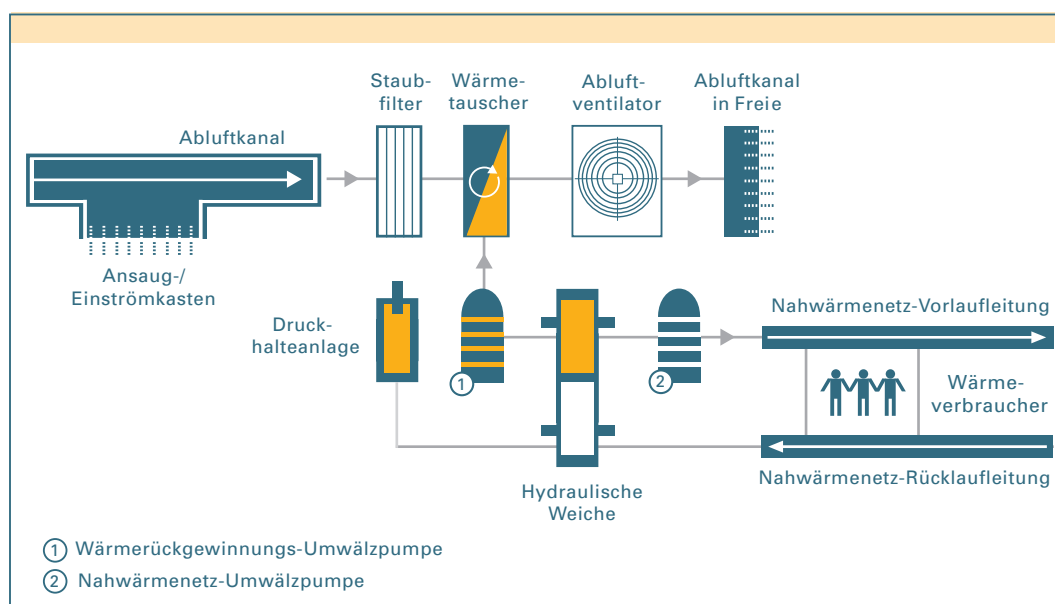 Staub-
filter
Wärme-
tauscher
Abluft-
ventilator
Abluftkanal
in Freie
Abluftkanal
Ansaug-/
Einströmkasten
Druck-
halteanlage
1
2
Nahwärmenetz-Vorlaufleitung
Wärme-
verbraucher
Nahwärmenetz-Rücklaufleitung
Hydraulische
Weiche
1 Wärmerückgewinnungs-Umwälzpumpe
2 Nahwärmenetz-Umwälzpumpe